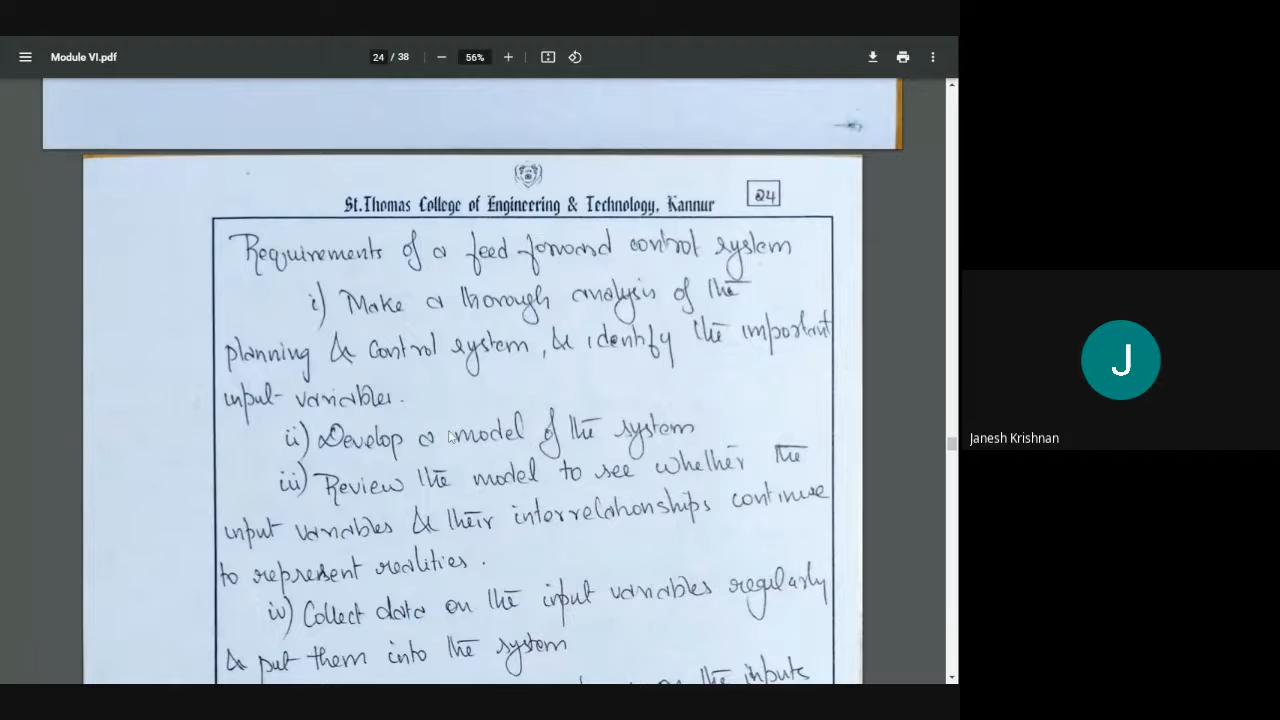 Module VI.pdf
24 / 38
56%
St.Thomas College of Engineering & Technology, Kannur
24
Requirements of a feed forward control system
i) Make a thorough analysis of the
planning & control system, & identify the important
input variables.
ii) Develop a model of the system
iii) Review the model to see whether the
input variables & their interrelationships continue
to represent realities.
iv) Collect data on the input variables regularly
& put them into the system
on the inputs
J
Janesh Krishnan